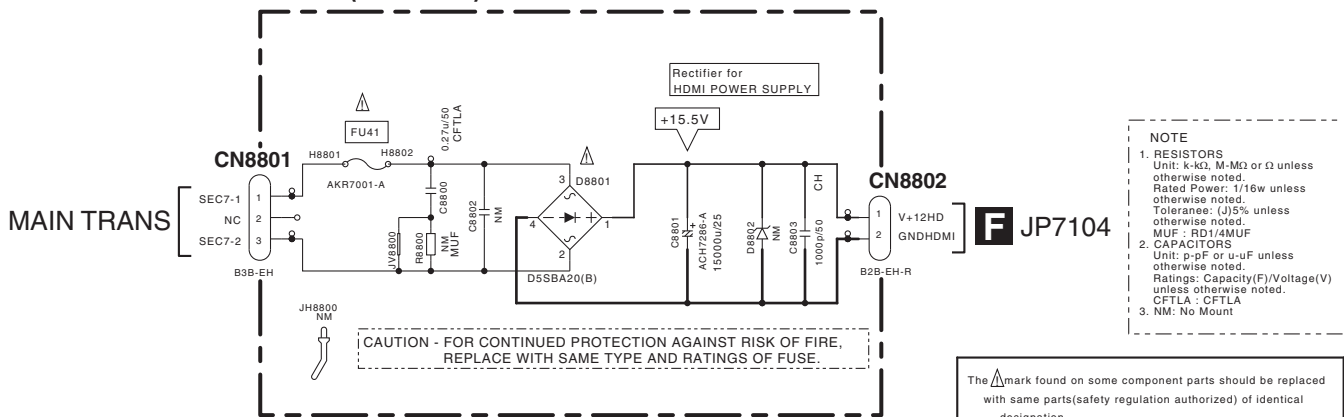 Rectifier for
HDMI POWER SUPPLY
+15.5V
FU41
H8801
H8802
AKR7001-A
0.27u/50
CFTLA
C8800
C8802
NM
JV8800
R8800
NM
MUF
D8801
3
4
1
2
D5SBA20(B)
C8801
ACH7286-A
15000u/25
+
D8802
NM
C8803
1000p/50
CH
CN8801
SEC7-1
1
NC
2
SEC7-2
3
B3B-EH
MAIN TRANS
CN8802
1
V+12HD
2
GNDHDMI
B2B-EH-R
F JP7104
JH8800
NM
CAUTION - FOR CONTINUED PROTECTION AGAINST RISK OF FIRE,
REPLACE WITH SAME TYPE AND RATINGS OF FUSE.
NOTE
1. RESISTORS
Unit: k-kΩ, M-MΩ or Ω unless
otherwise noted.
Rated Power: 1/16w unless
otherwise noted.
Toleranee: (J)5% unless
otherwise noted.
MUF : RD1/4MUF
2. CAPACITORS
Unit: p-pF or u-uF unless
otherwise noted.
Ratings: Capacity(F)/Voltage(V)
unless otherwise noted.
CFTLA : CFTLA
3. NM: No Mount
The ⚠ mark found on some component parts should be replaced
with same parts(safety regulation authorized) of identical